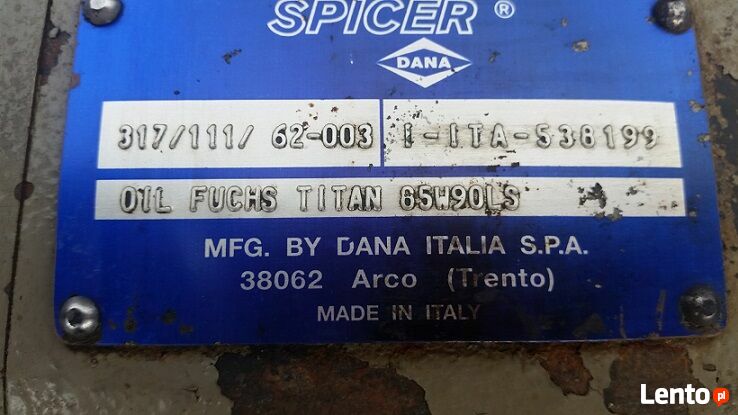 SPICER ®
DANA
317/111/ 62-003 I-ITA-538199
OIL FUCHS TITAN 85W90LS
MFG. BY DANA ITALIA S.P.A.
38062 Arco (Trento)
MADE IN ITALY
Lento.pl